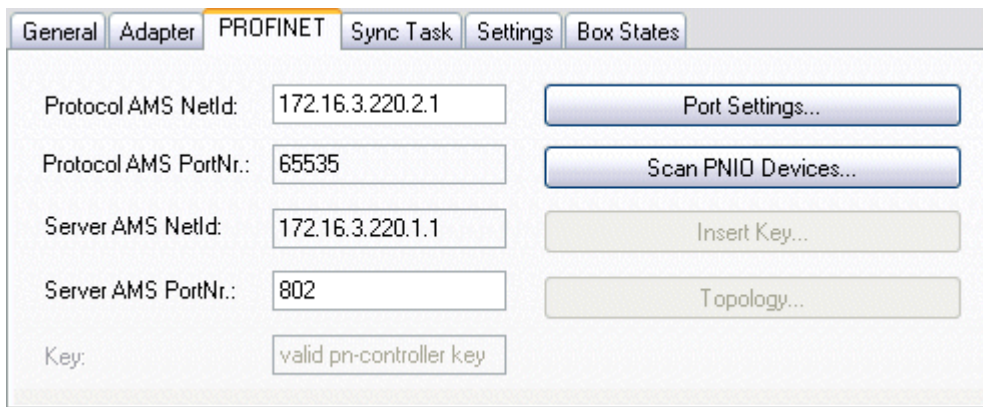 General Adapter PROFINET Sync Task Settings Box States
Protocol AMS NetId: 172.16.3.220.2.1 Port Settings...
Protocol AMS PortNr.: 65535 Scan PNIO Devices...
Server AMS NetId: 172.16.3.220.1.1 Insert Key...
Server AMS PortNr.: 802 Topology...
Key: valid pn-controller key